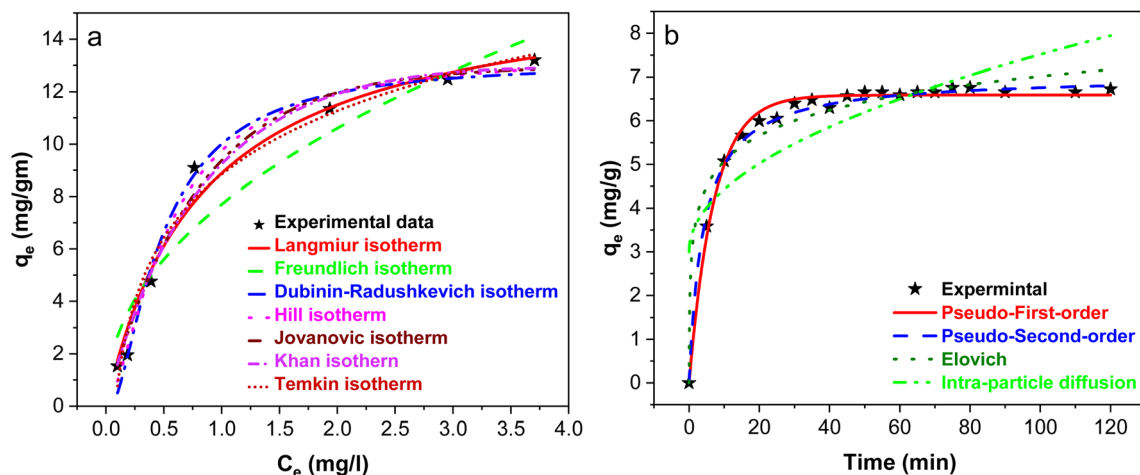 a
14
12
10
8
6
4
2
0
qe (mg/gm)
Experimental data
Langmiur isotherm
Freundlich isotherm
Dubinin-Radushkevich isotherm
Hill isotherm
Jovanovic isotherm
Khan isothern
Temkin isotherm
0.0 0.5 1.0 1.5 2.0 2.5 3.0 3.5 4.0
Ce (mg/l)
b
8
7
6
5
4
3
2
1
0
qe (mg/g)
Expermintal
Pseudo-First-order
Pseudo-Second-order
Elovich
Intra-particle diffusion
0 20 40 60 80 100 120
Time (min)